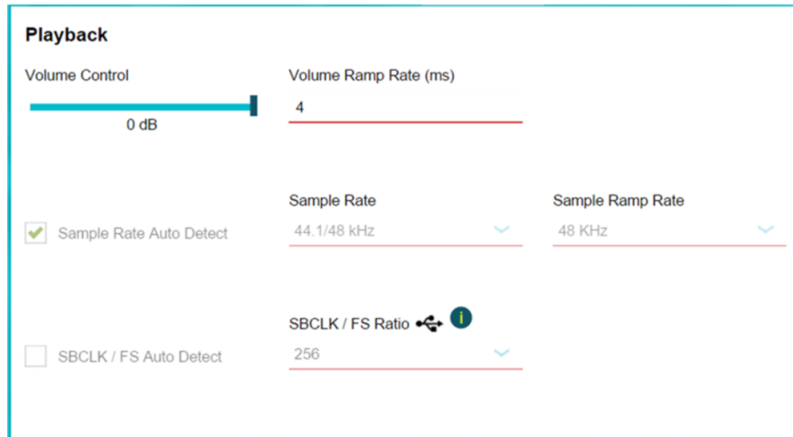 Playback
Volume Control
Volume Ramp Rate (ms)
0 dB
4
Sample Rate Auto Detect
Sample Rate
44.1/48 kHz
Sample Ramp Rate
48 KHz
SBCLK / FS Auto Detect
SBCLK / FS Ratio
i
256